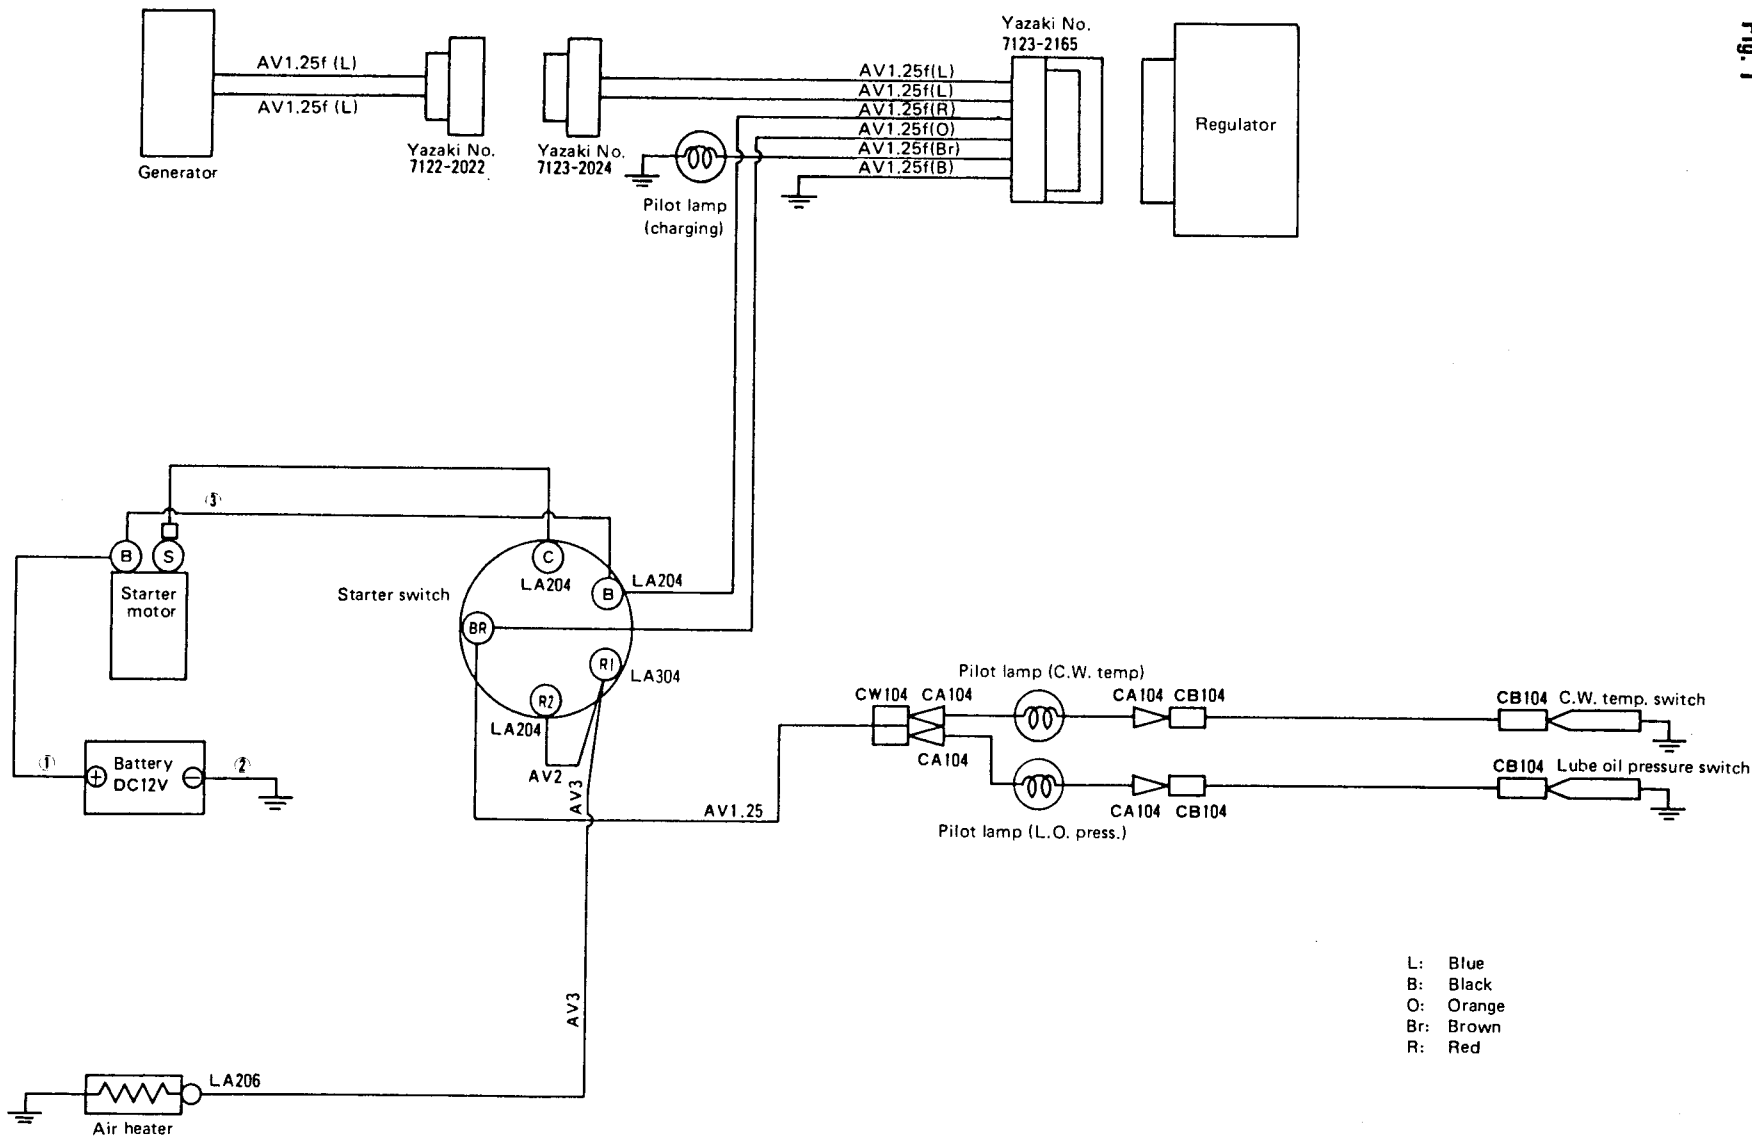 Fig. 1
Yazaki No.
7123-2165
AV1.25f (L)
AV1.25f (L)
Generator
Yazaki No.
7122-2022
Yazaki No.
7123-2024
AV1.25f(L)
AV1.25f(L)
AV1.25f(R)
AV1.25f(O)
AV1.25f(Br)
AV1.25f(B)
Regulator
Pilot lamp
(charging)
③
B
S
Starter
motor
Starter switch
C
LA204
B
LA204
BR
R1
LA304
R2
LA204
AV2
AV3
①
Battery
DC12V
+
−
②
AV1.25
Pilot lamp (C.W. temp)
CW104
CA104
CA104
CA104
CB104
CB104
C.W. temp. switch
CA104
CB104
CB104
Lube oil pressure switch
Pilot lamp (L.O. press.)
AV3
L: Blue
B: Black
O: Orange
Br: Brown
R: Red
LA206
Air heater